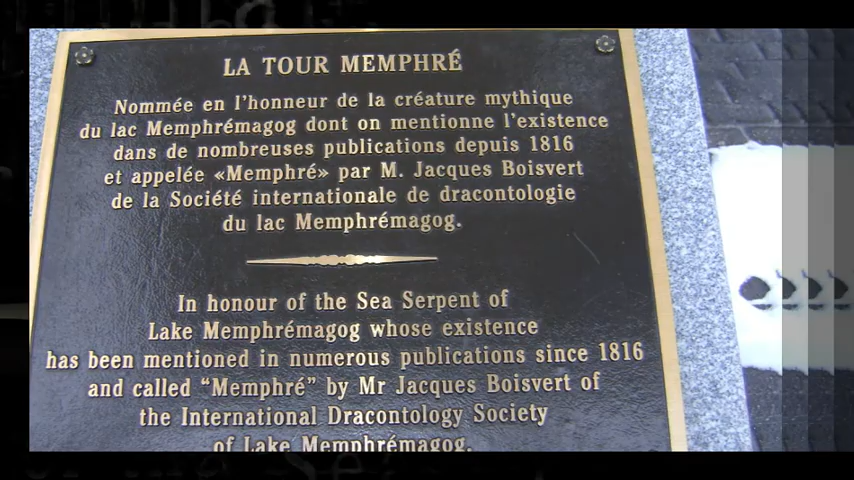 LA TOUR MEMPHRÉ
Nommée en l'honneur de la créature mythique
du lac Memphrémagog dont on mentionne l'existence
dans de nombreuses publications depuis 1816
et appelée «Memphré» par M. Jacques Boisvert
de la Société internationale de dracontologie
du lac Memphrémagog.
In honour of the Sea Serpent of
Lake Memphrémagog whose existence
has been mentioned in numerous publications since 1816
and called “Memphré” by Mr Jacques Boisvert of
the International Dracontology Society
of Lake Memphrémagog.